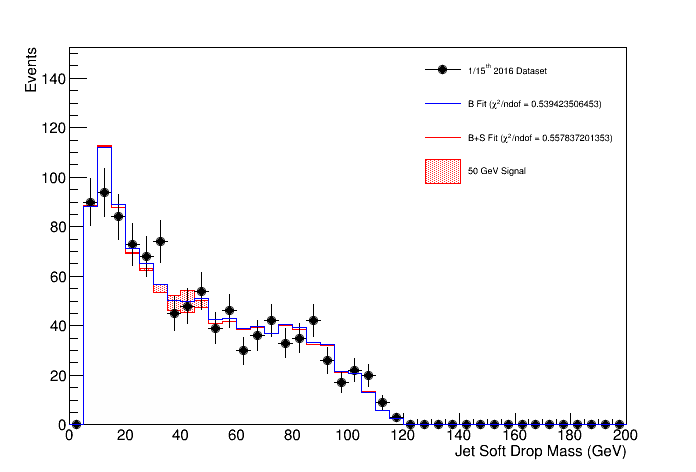 Events
140
120
100
80
60
40
20
0
1/15th 2016 Dataset
B Fit (χ²/ndof = 0.539423506453)
B+S Fit (χ²/ndof = 0.557837201353)
50 GeV Signal
0 20 40 60 80 100 120 140 160 180 200
Jet Soft Drop Mass (GeV)